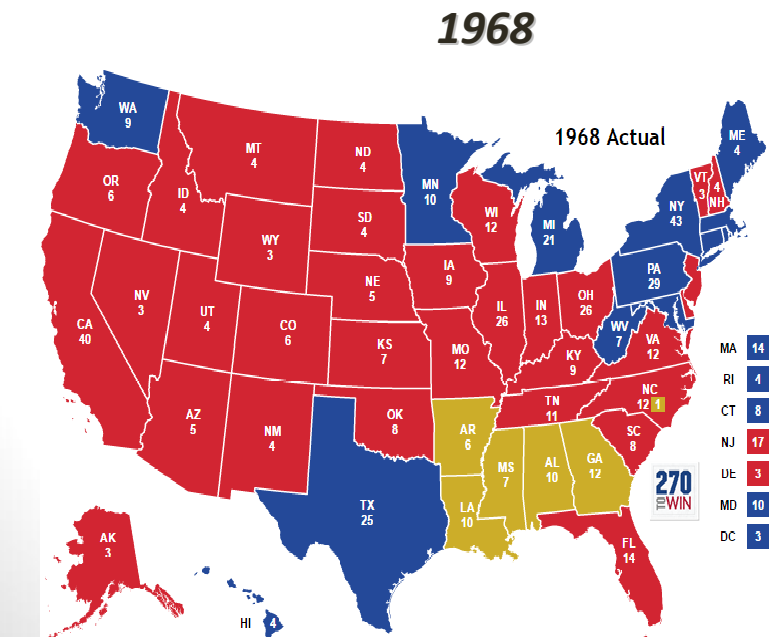 1968
1968 Actual
WA
9
OR
6
ID
4
MT
4
ND
4
SD
4
MN
10
WI
12
MI
21
ME
4
VT
3
4
NH
NY
43
PA
29
WY
3
NE
5
IA
9
NV
3
UT
4
CO
6
CA
40
KS
7
MO
12
IL
26
IN
13
OH
26
WV
7
VA
12
KY
9
NC
12 1
TN
11
SC
8
AZ
5
NM
4
OK
8
AR
6
MS
7
AL
10
GA
12
LA
10
TX
25
FL
14
AK
3
HI 4
MA 14
RI 4
CT 8
NJ 17
DE 3
MD 10
DC 3
270
TO WIN